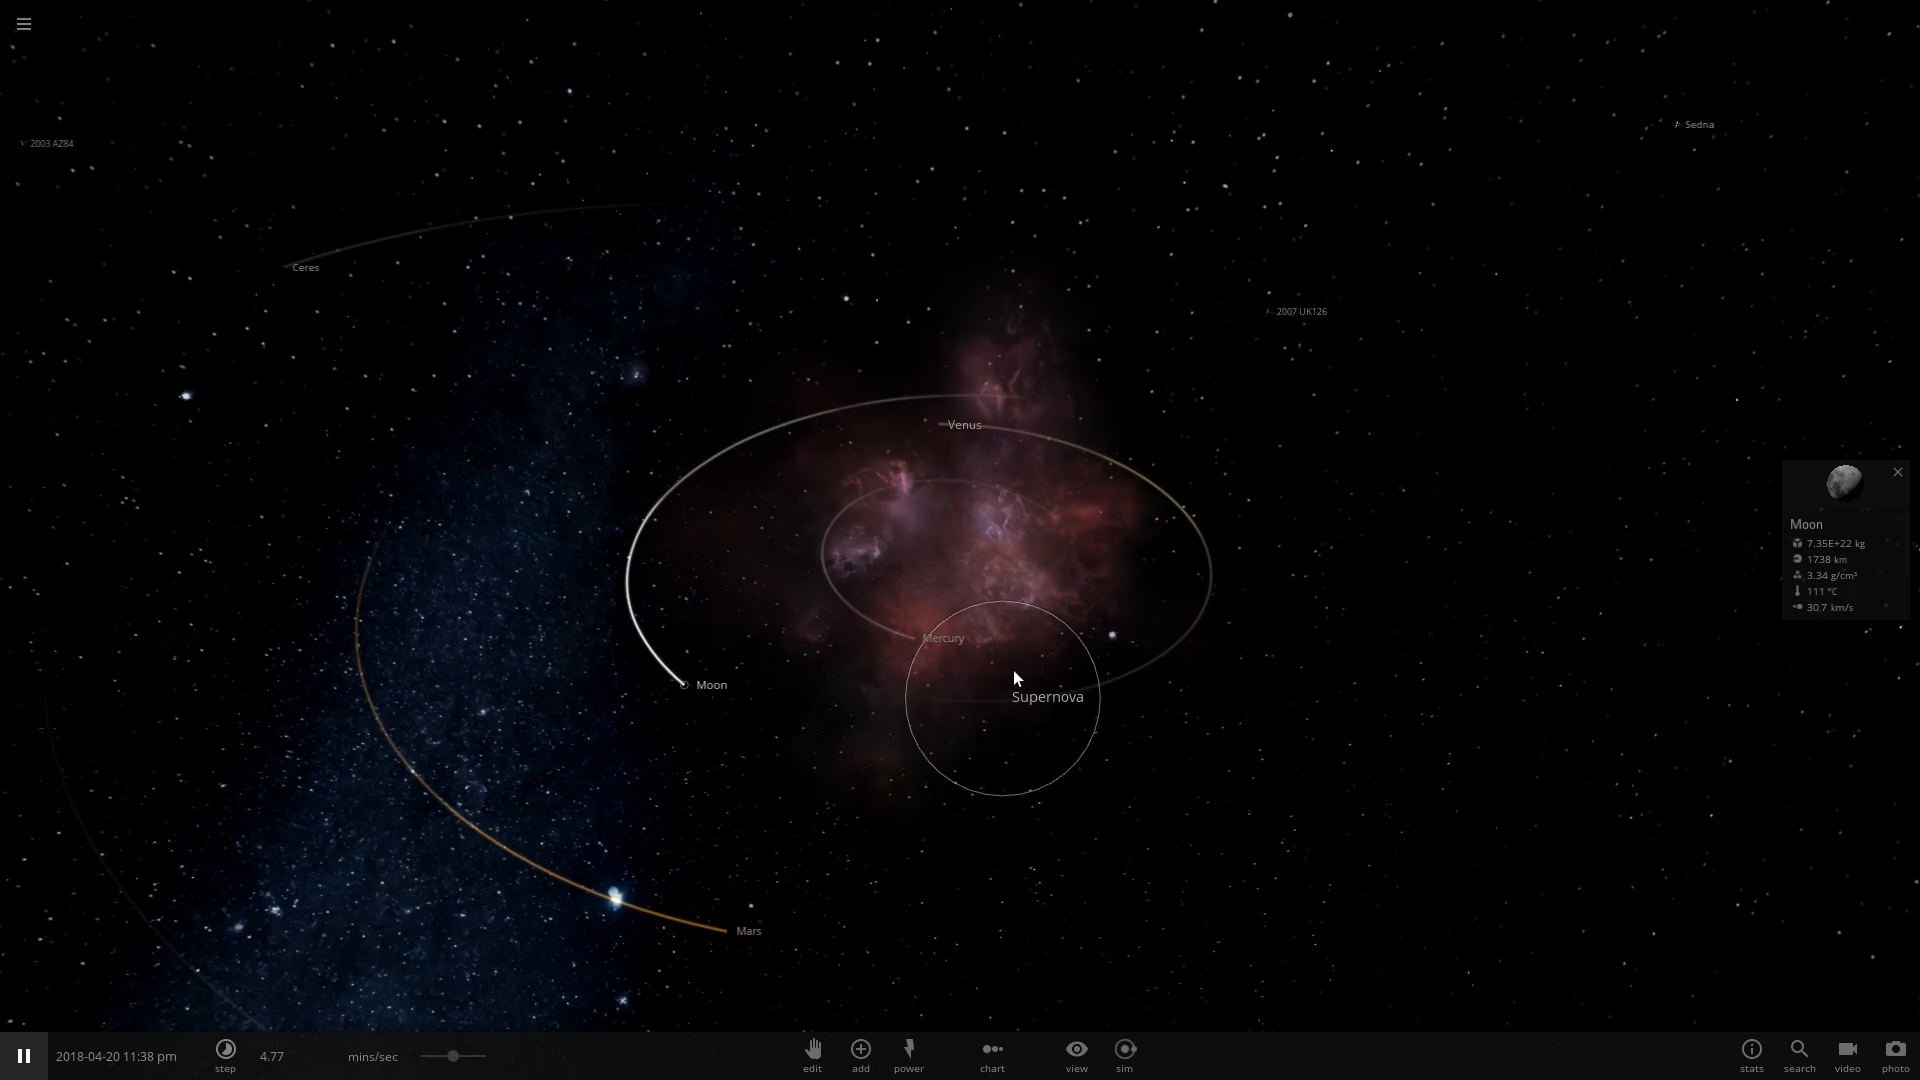 Sedna
2003 AZ84
Ceres
2007 UK126
Venus
Mercury
Moon
Supernova
Mars
Moon
7.35E+22 kg
1738 km
3.34 g/cm³
111 °C
30.7 km/s
2018-04-20 11:38 pm
step
4.77
mins/sec
edit
add
power
chart
view
sim
stats
search
video
photo